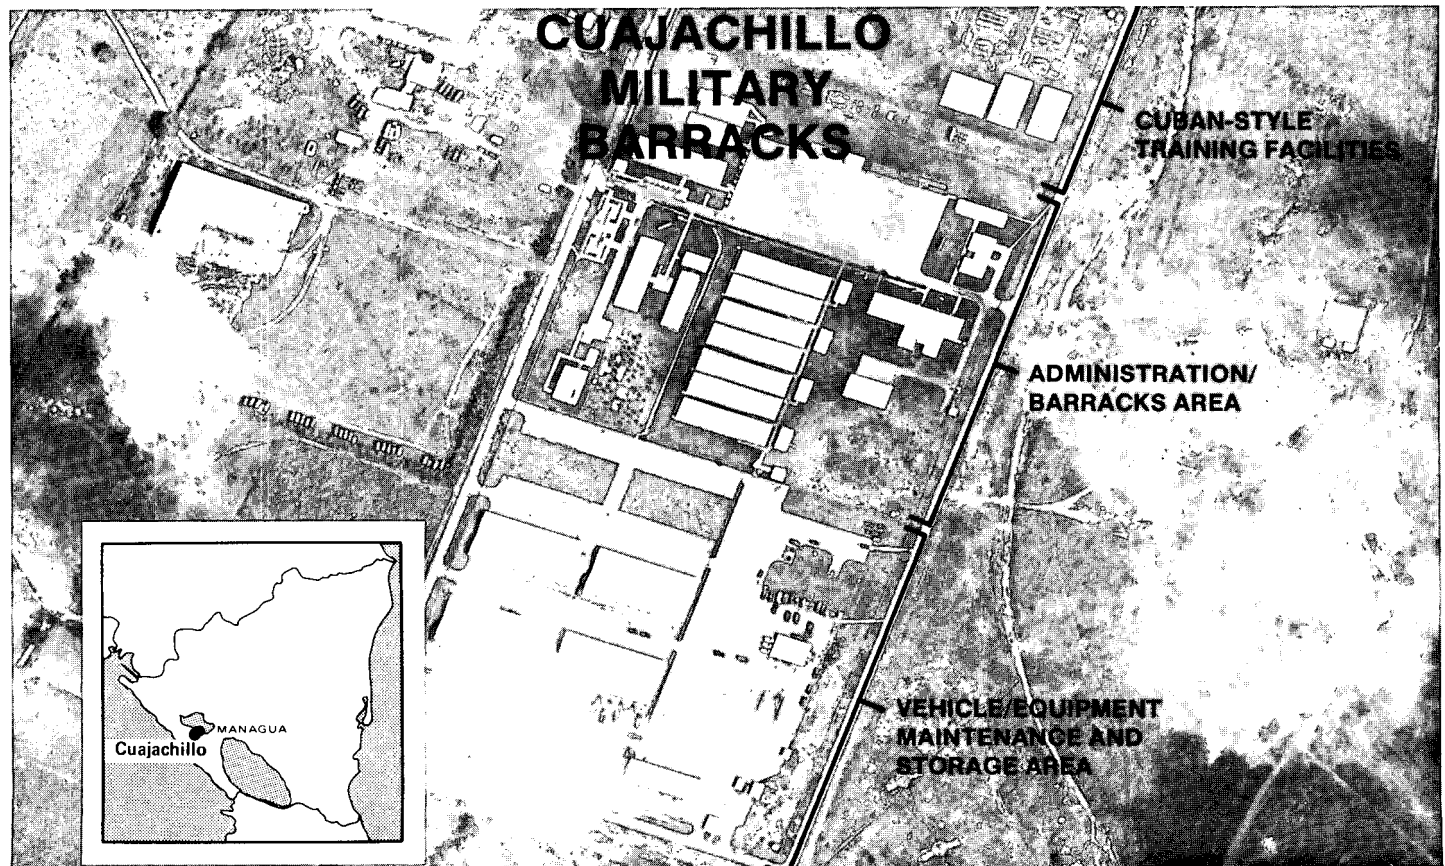 CUAJACHILLO
MILITARY
BARRACKS
CUBAN-STYLE
TRAINING FACILITIES
ADMINISTRATION/
BARRACKS AREA
VEHICLE/EQUIPMENT
MAINTENANCE AND
STORAGE AREA
MANAGUA
Cuajachillo